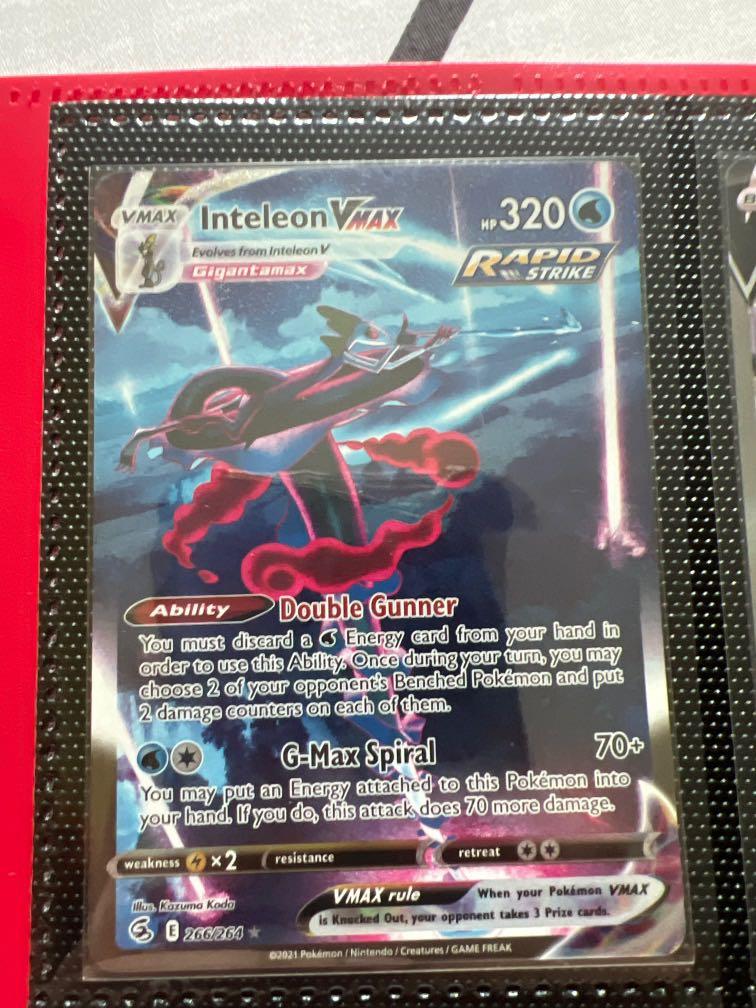 VMAX Inteleon VMAX HP 320
Evolves from Inteleon V
Gigantamax
RAPID
STRIKE
Ability Double Gunner
You must discard a Energy card from your hand in
order to use this Ability. Once during your turn, you may
choose 2 of your opponent's Benched Pokémon and put
2 damage counters on each of them.
G-Max Spiral 70+
You may put an Energy attached to this Pokémon into
your hand. If you do, this attack does 70 more damage.
weakness ×2 resistance retreat
VMAX rule When your Pokémon VMAX
is Knocked Out, your opponent takes 3 Prize cards.
Illus. Kazuma Koda
E 266/264
©2021 Pokémon / Nintendo / Creatures / GAME FREAK